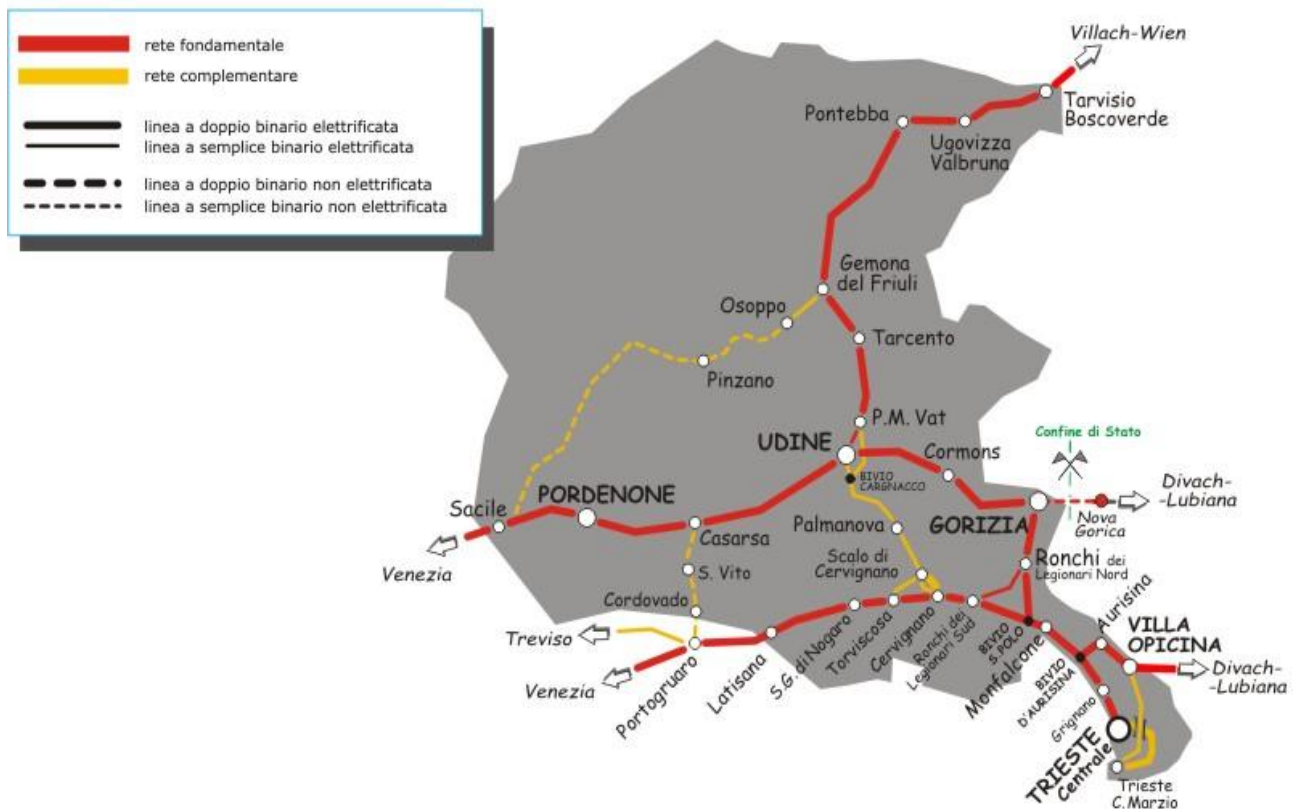 rete fondamentale
rete complementare
linea a doppio binario elettrificata
linea a semplice binario elettrificata
linea a doppio binario non elettrificata
linea a semplice binario non elettrificata
Villach-Wien
Tarvisio
Boscoverde
Pontebba
Ugovizza
Valbruna
Gemona
del Friuli
Osoppo
Tarcento
Pinzano
P.M. Vat
UDINE
Cormons
Confine di Stato
BIVIO
CARGNACCO
Divach-
-Lubiana
Nova
Gorica
Sacile
PORDENONE
Casarsa
Palmanova
GORIZIA
Venezia
S. Vito
Scalo di
Cervignano
Ronchi dei
Legionari Nord
Cordovado
Treviso
Venezia
Portogruaro
Latisana
S.G. di Nogaro
Torviscosa
Cervignano
Ronchi dei
Legionari Sud
BIVIO
S. POLO
Monfalcone
Aurisina
VILLA
OPICINA
Divach-
-Lubiana
BIVIO
D'AURISINA
Grignano
TRIESTE
Centrale
Trieste
C. Marzio